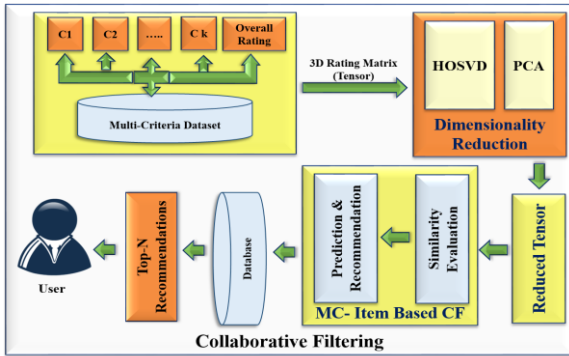 C1
C2
.....
C k
Overall
Rating
Multi-Criteria Dataset
3D Rating Matrix
(Tensor)
HOSVD
PCA
Dimensionality
Reduction
Reduced Tensor
Similarity
Evaluation
Prediction &
Recommendation
MC- Item Based CF
Database
Top-N
Recommendations
User
Collaborative Filtering